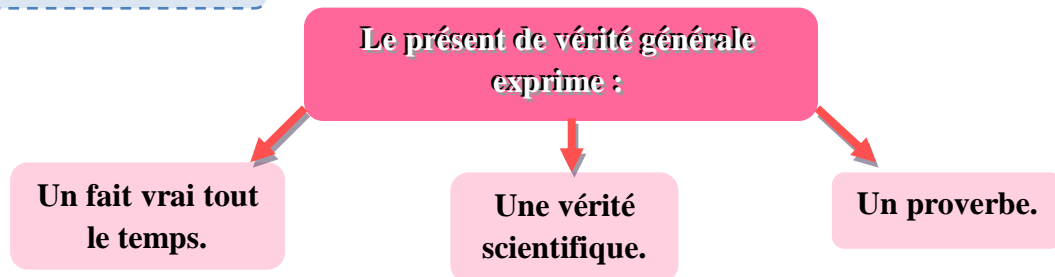 Le présent de vérité générale
exprime :
Un fait vrai tout
le temps.
Une vérité
scientifique.
Un proverbe.